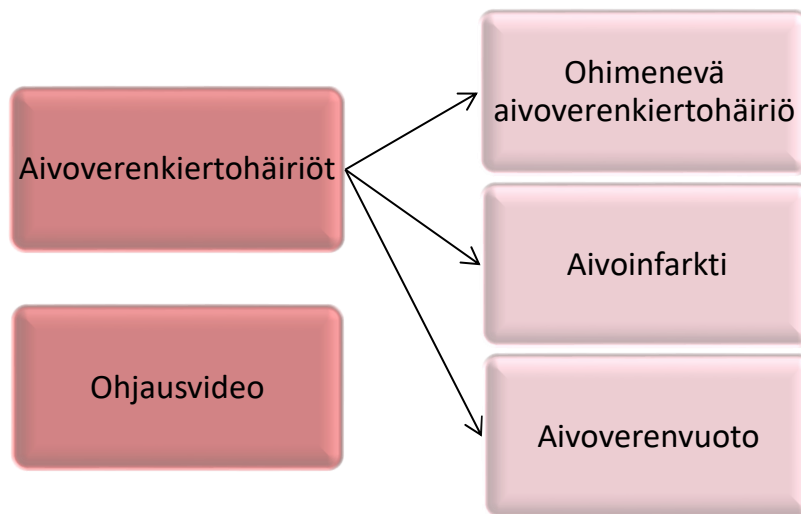 Aivoverenkiertohäiriöt
Ohjausvideo
Ohimenevä
aivoverenkiertohäiriö
Aivoinfarkti
Aivoverenvuoto